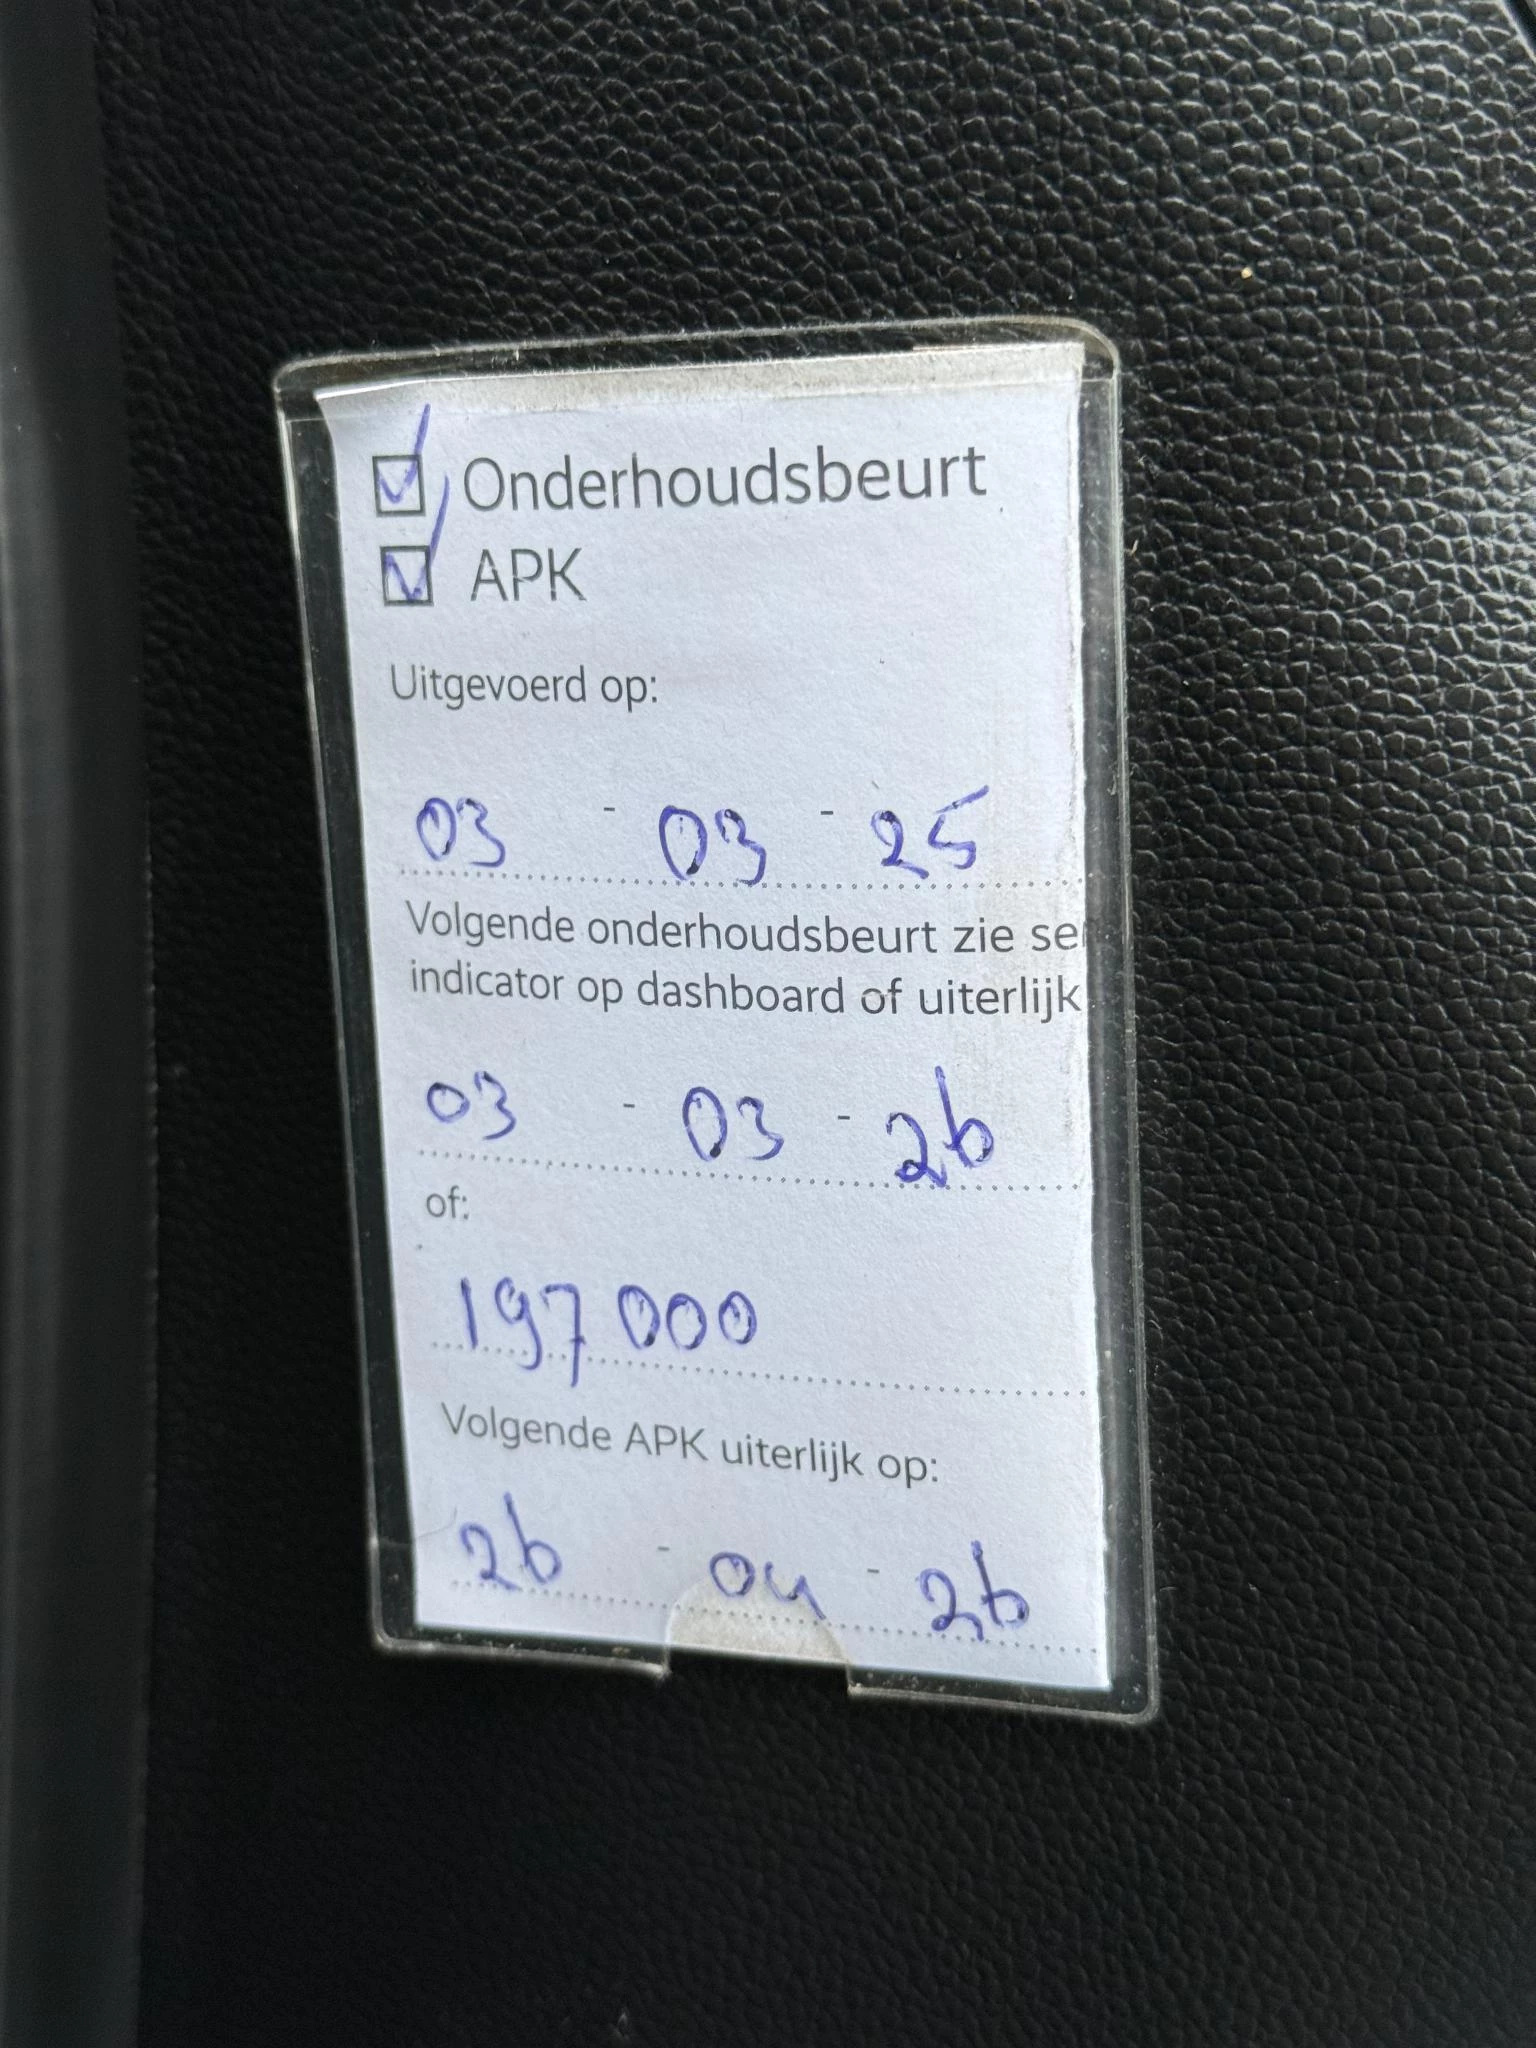 Onderhoudsbeurt
APK
Uitgevoerd op:
03 - 03 - 25
Volgende onderhoudsbeurt zie
indicator op dashboard of uiterlijk
03 - 03 - 26
of:
197 000
Volgende APK uiterlijk op:
26 - 04 - 26